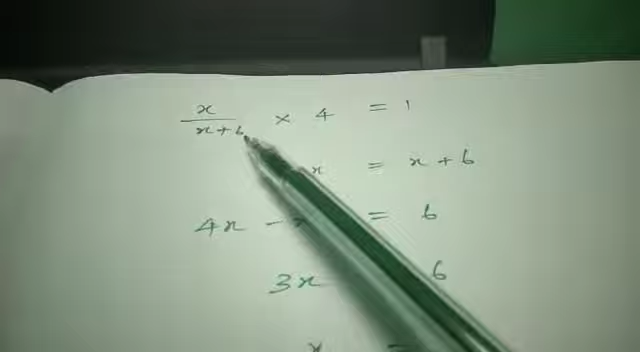 x/(x+6) × 4 = 1
x = x + 6
4x - = 6
3x 6
x =